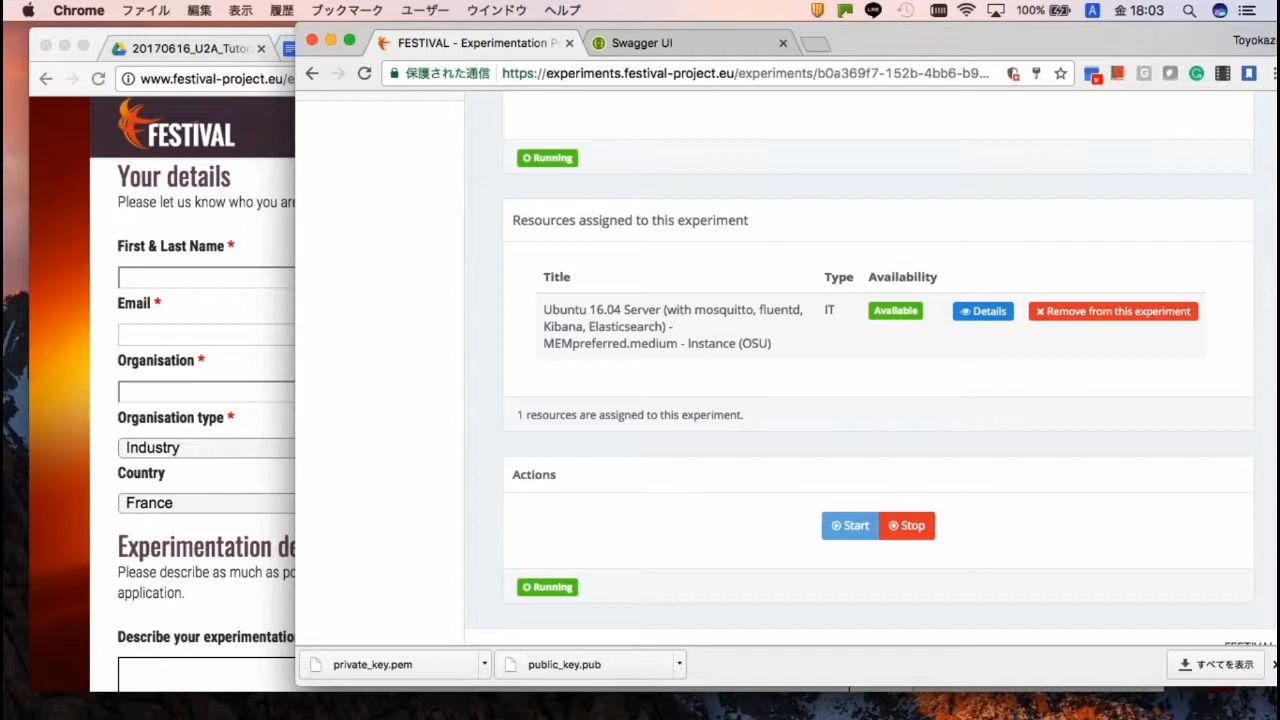 Chrome ファイル 編集 表示 履歴 ブックマーク ユーザー ウインドウ ヘルプ
LINE 100% A 金 18:03
20170616_U2A_Tutor
FESTIVAL - Experimentation P
Swagger UI
Toyokaz
www.festival-project.eu/e
保護された通信 https://experiments.festival-project.eu/experiments/b0a369f7-152b-4bb6-b9...
FESTIVAL
Your details
Please let us know who you are
First & Last Name *
Email *
Organisation *
Organisation type *
Industry
Country
France
Experimentation de
Please describe as much as po
application.
Describe your experimentatio
Running
Resources assigned to this experiment
Title Type Availability
Ubuntu 16.04 Server (with mosquitto, fluentd, IT Available Details Remove from this experiment
Kibana, Elasticsearch) -
MEMpreferred.medium - Instance (OSU)
1 resources are assigned to this experiment.
Actions
Start Stop
Running
private_key.pem
public_key.pub
すべてを表示